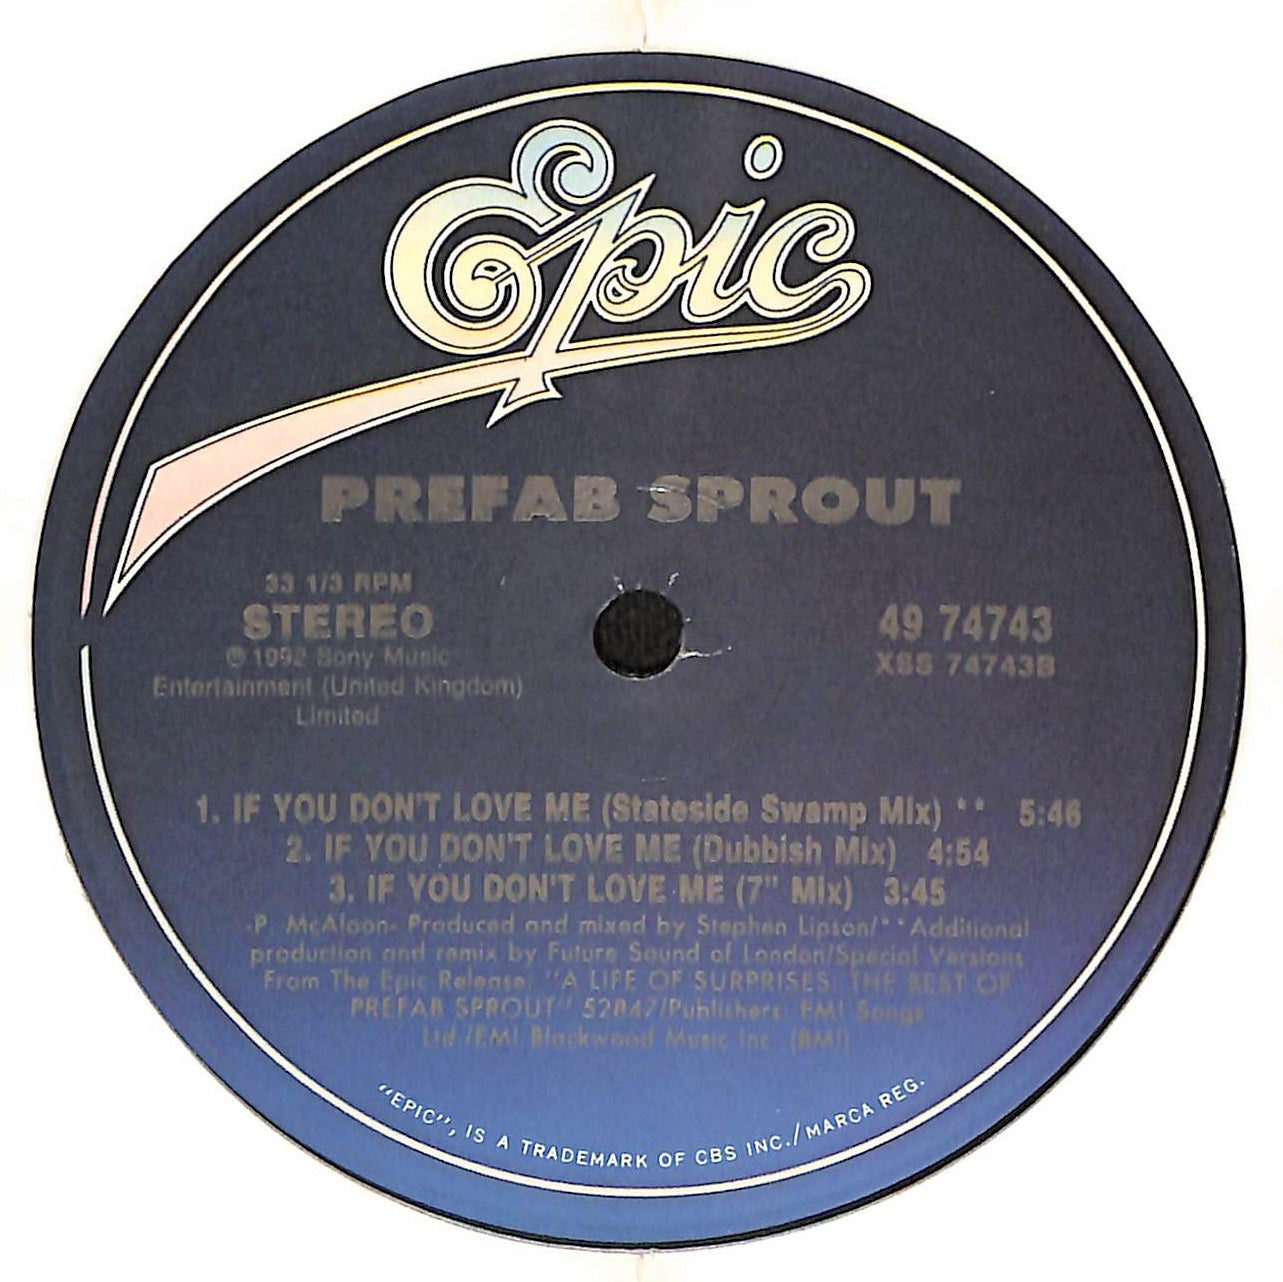 Epic
PREFAB SPROUT
33 1/3 RPM
STEREO
℗ 1992 Sony Music
Entertainment (United Kingdom)
Limited
49 74743
XSS 74743B
1. IF YOU DON'T LOVE ME (Stateside Swamp Mix) ** 5:46
2. IF YOU DON'T LOVE ME (Dubbish Mix) 4:54
3. IF YOU DON'T LOVE ME (7" Mix) 3:45
-P. McAloon- Produced and mixed by Stephen Lipson/**Additional
production and remix by Future Sound of London/Special Versions
From The Epic Release: "A LIFE OF SURPRISES: THE BEST OF
PREFAB SPROUT" 52847/Publishers: EMI Songs
Ltd./EMI Blackwood Music Inc. (BMI)
"EPIC", IS A TRADEMARK OF CBS INC./MARCA REG.